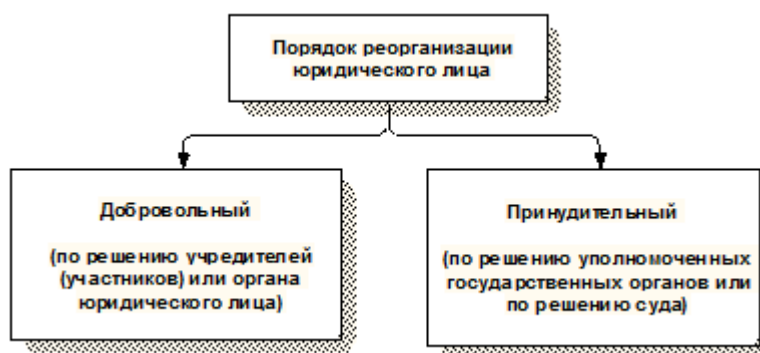 Порядок реорганизации
юридического лица
Добровольный
(по решению учредителей
(участников) или органа
юридического лица)
Принудительный
(по решению уполномоченных
государственных органов или
по решению суда)